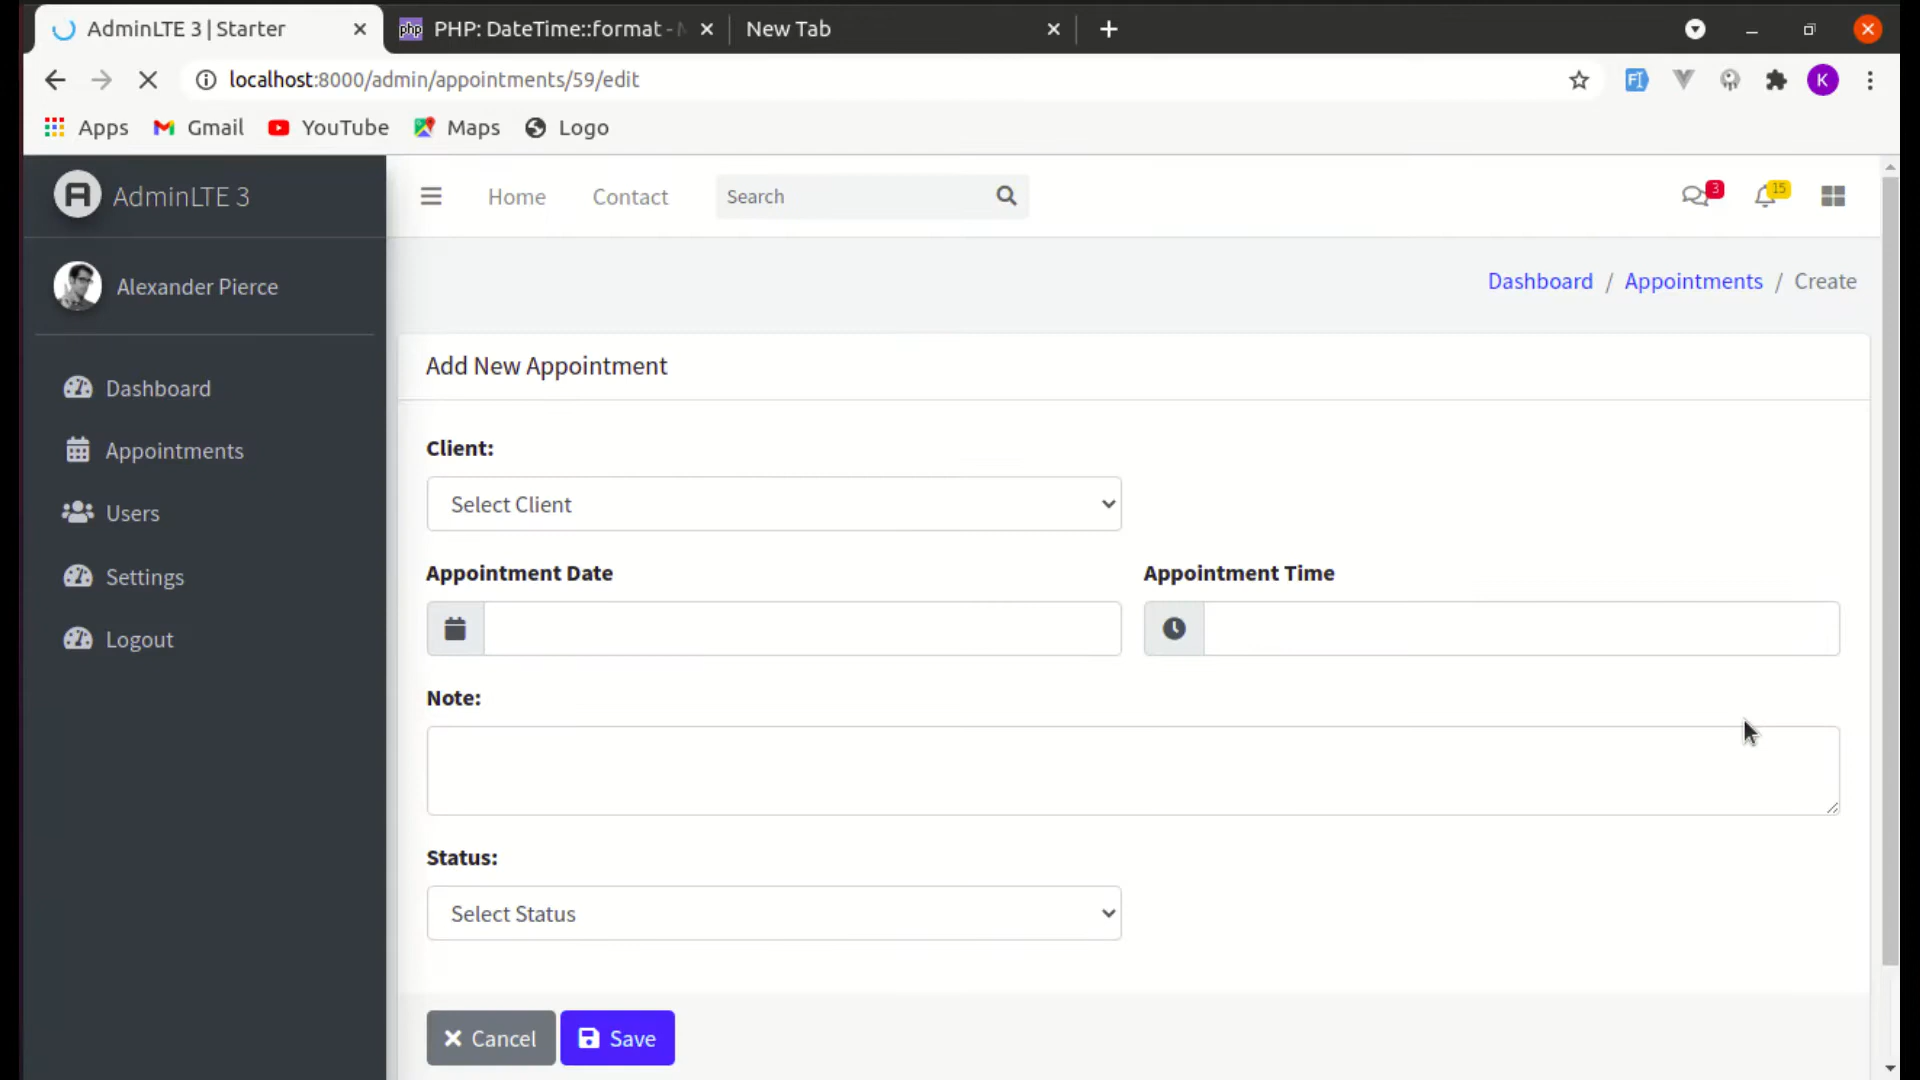 AdminLTE 3 | Starter
php PHP: DateTime::format -
New Tab
localhost:8000/admin/appointments/59/edit
K
Apps
Gmail
YouTube
Maps
Logo
AdminLTE 3
Home
Contact
Search
3
15
Alexander Pierce
Dashboard / Appointments / Create
Dashboard
Appointments
Users
Settings
Logout
Add New Appointment
Client:
Select Client
Appointment Date
Appointment Time
Note:
Status:
Select Status
Cancel
Save